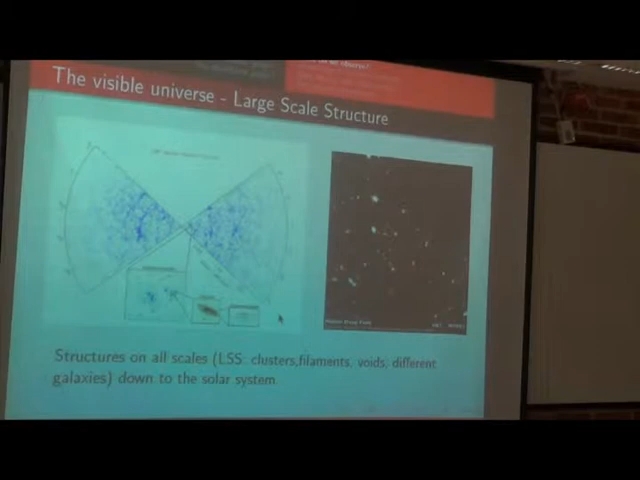 The visible universe - Large Scale Structure
Structures on all scales (LSS: clusters,filaments, voids, different
galaxies) down to the solar system.